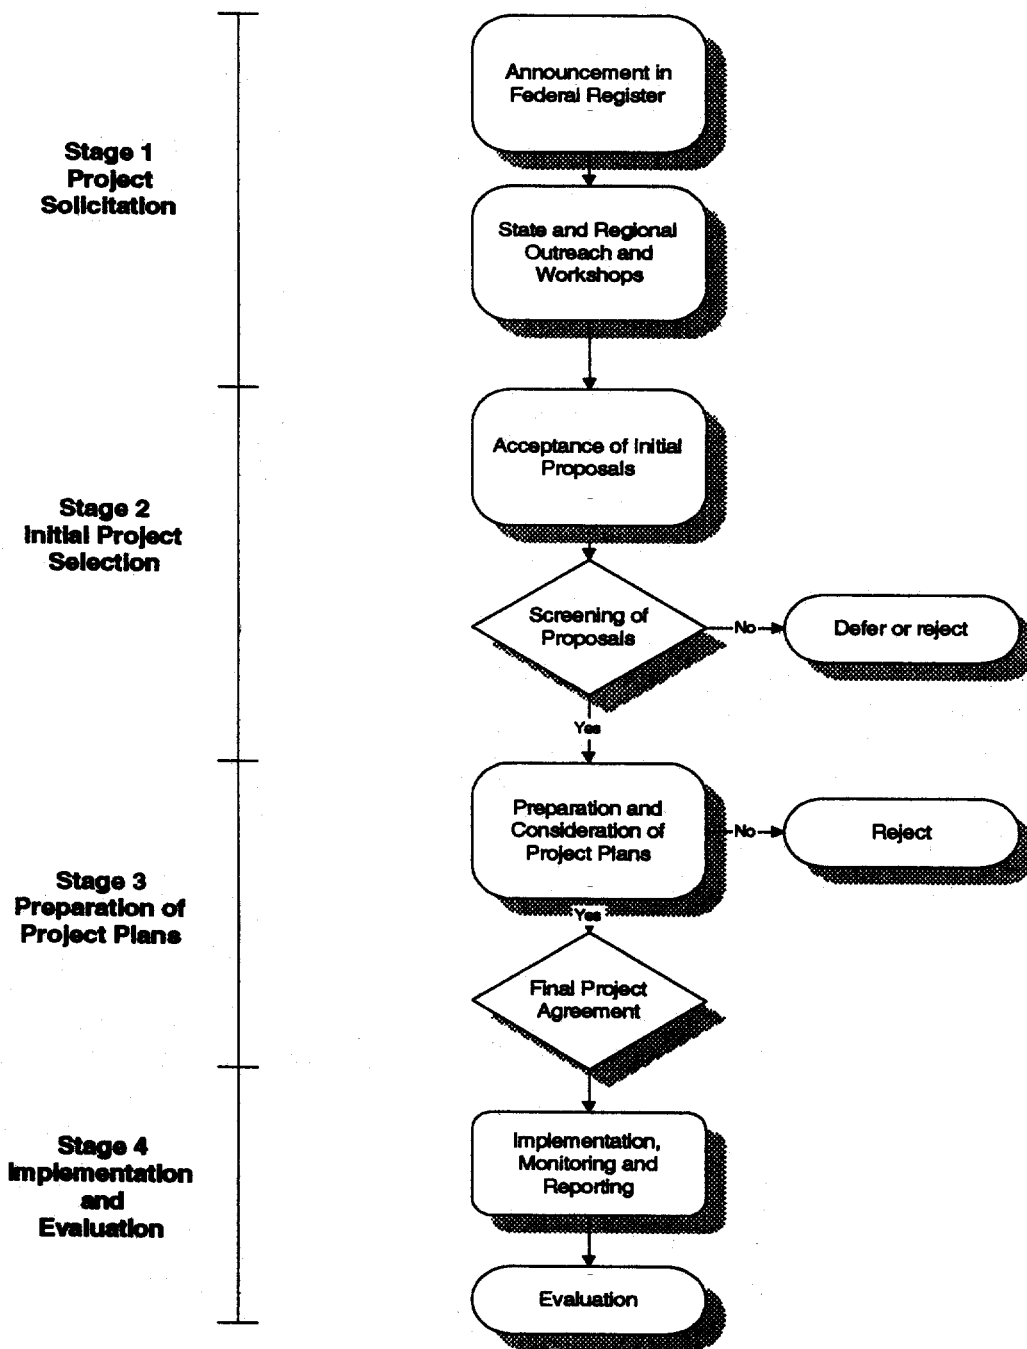 Announcement in
Federal Register
Stage 1
Project
Solicitation
State and Regional
Outreach and
Workshops
Acceptance of Initial
Proposals
Stage 2
Initial Project
Selection
Screening of
Proposals
No
Defer or reject
Yes
Preparation and
Consideration of
Project Plans
No
Reject
Stage 3
Preparation of
Project Plans
Yes
Final Project
Agreement
Stage 4
Implementation
and
Evaluation
Implementation,
Monitoring and
Reporting
Evaluation